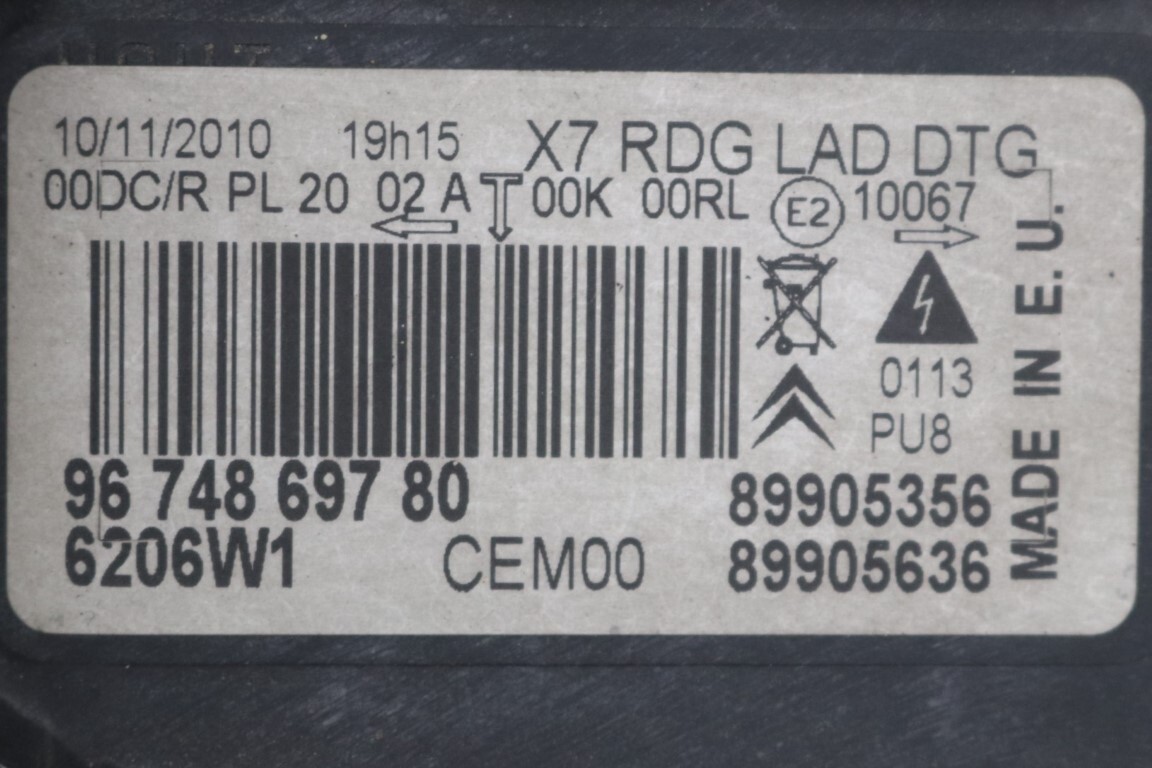 10/11/2010 19h15 X7 RDG LAD DTG
00DC/R PL 20 02 A 00K 00RL E2 10067
0113
PU8
96 748 697 80 89905356
6206W1 CEM00 89905636
MADE IN E. U.